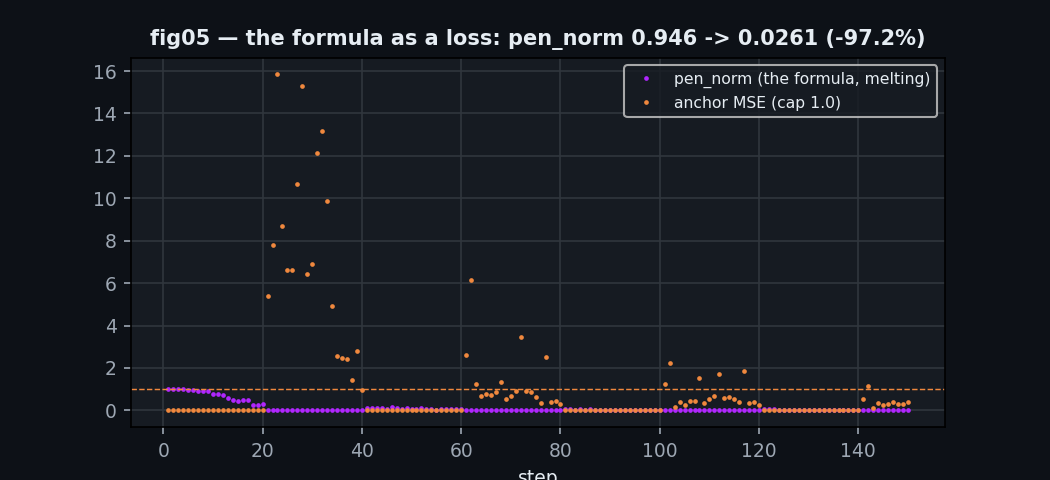 fig05 — the formula as a loss: pen_norm 0.946 -> 0.0261 (-97.2%)
pen_norm (the formula, melting)
anchor MSE (cap 1.0)
16
14
12
10
8
6
4
2
0
0 20 40 60 80 100 120 140
step